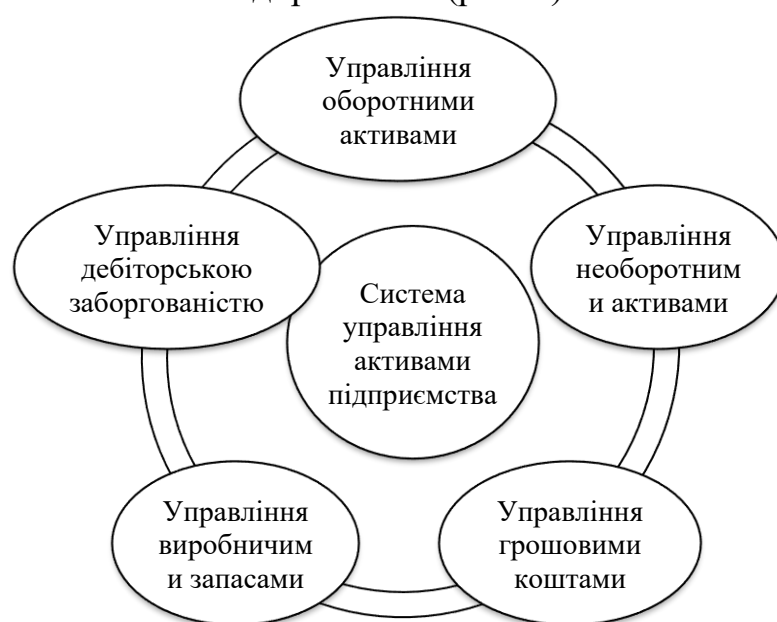 Управління
оборотними
активами
Управління
дебіторською
заборгованістю
Управління
необоротним
и активами
Система
управління
активами
підприємства
Управління
виробничим
и запасами
Управління
грошовими
коштами